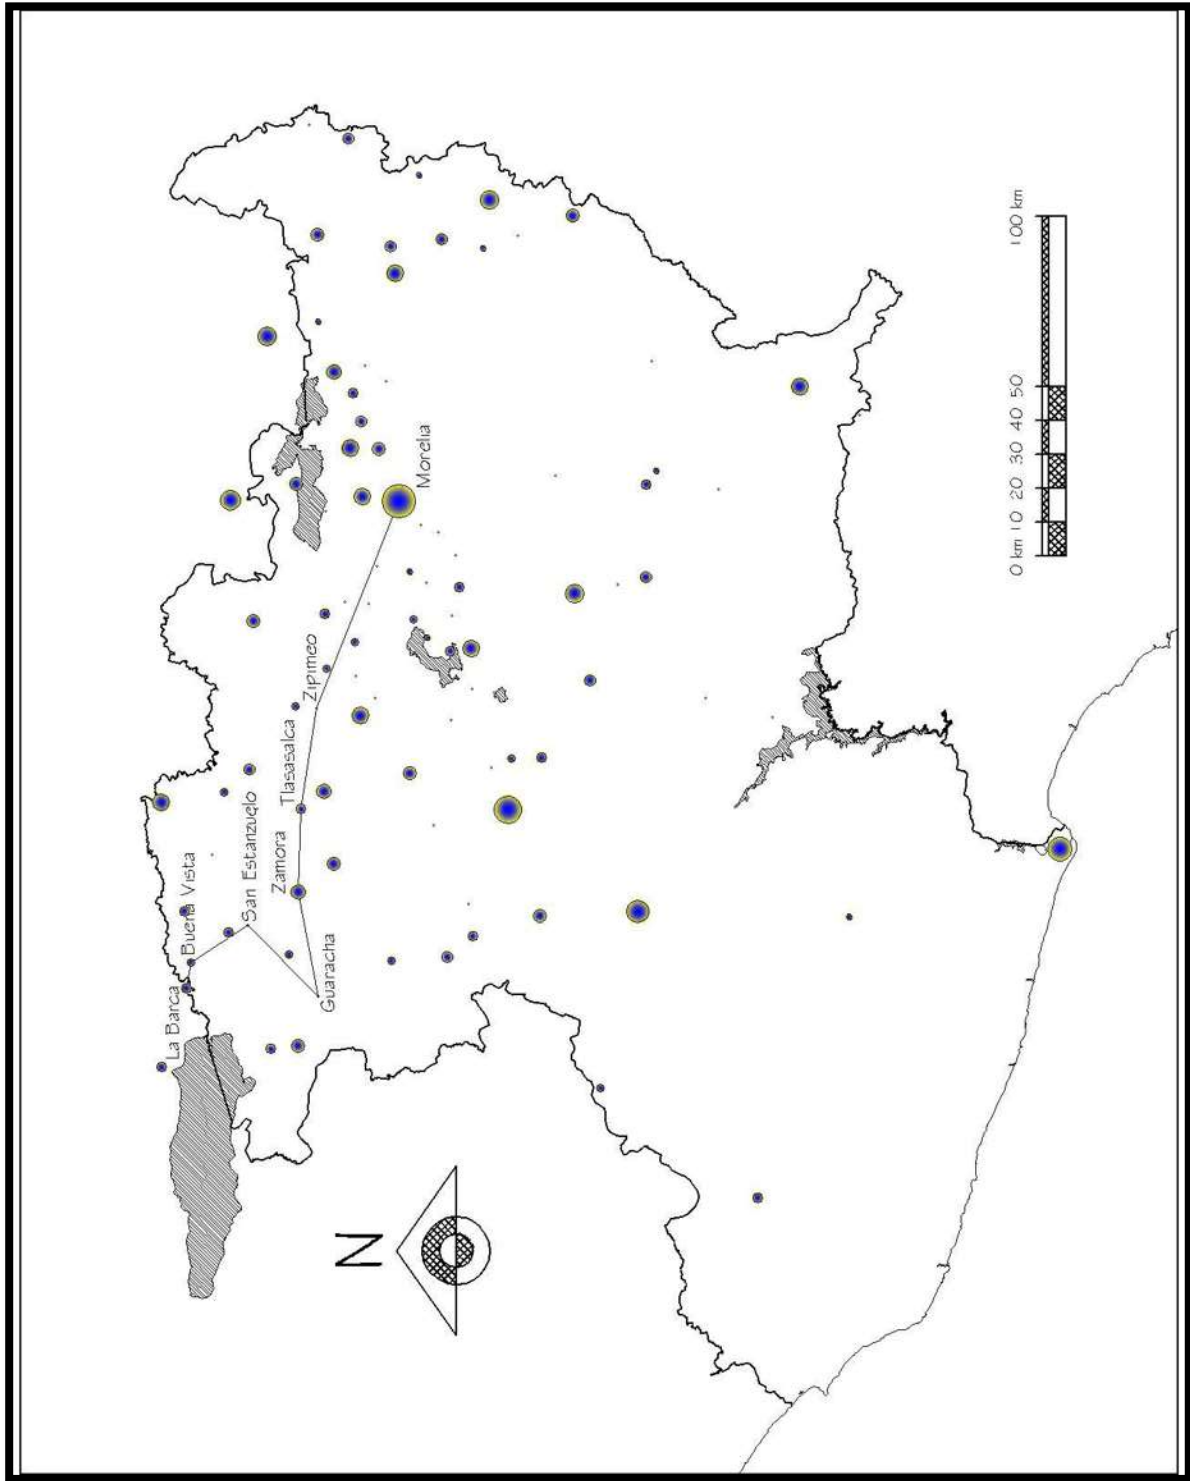 La Barca
Buena Vista
San Estanzuelo
Guaracha
Zamora
Tlasasalca
Zipimeo
Morelia
N
0 km 10 20 30 40 50 100 km